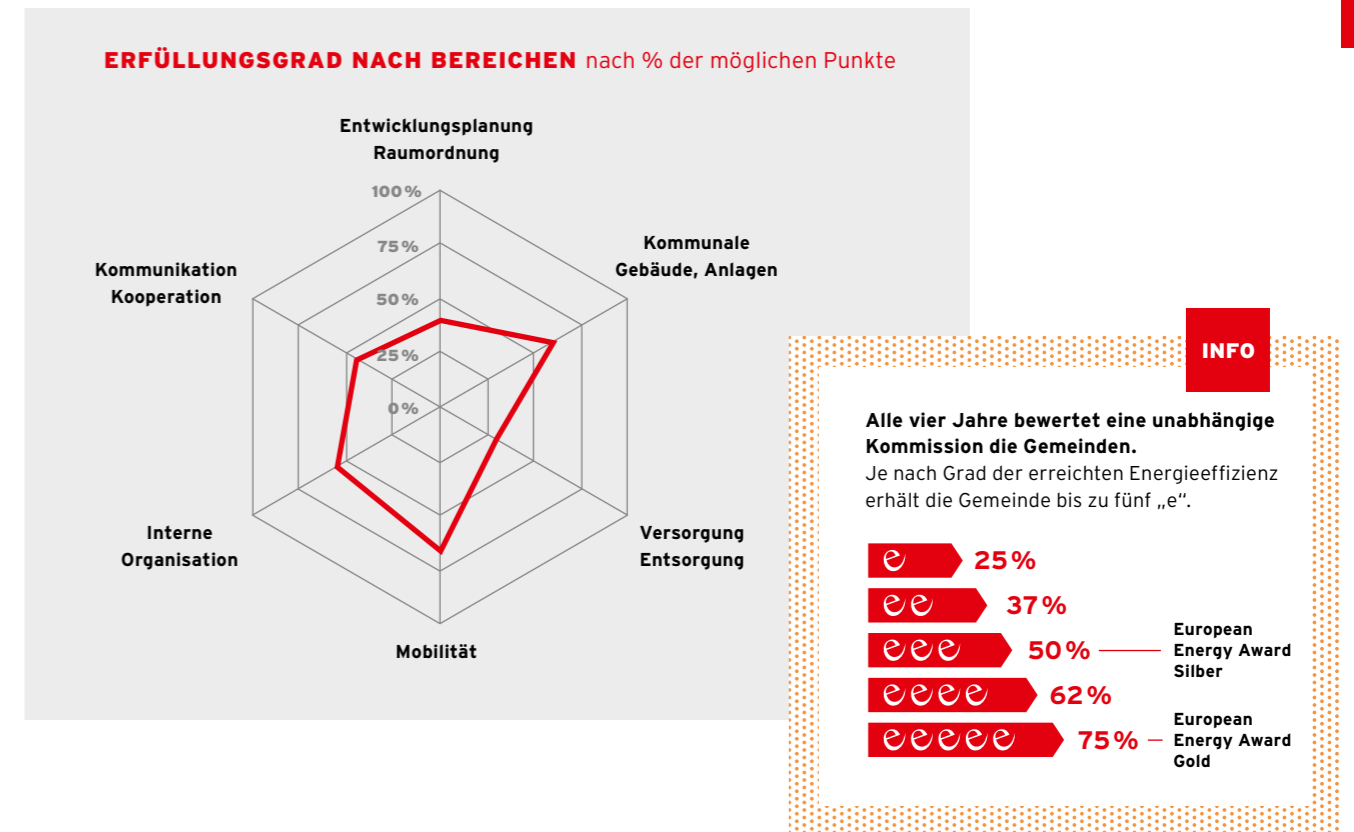 ERFÜLLUNGSGRAD NACH BEREICHEN nach % der möglichen Punkte
Entwicklungsplanung
Raumordnung
100 %
75 %
50 %
25 %
0 %
Kommunale
Gebäude, Anlagen
Kommunikation
Kooperation
Interne
Organisation
Versorgung
Entsorgung
Mobilität
INFO
Alle vier Jahre bewertet eine unabhängige
Kommission die Gemeinden.
Je nach Grad der erreichten Energieeffizienz
erhält die Gemeinde bis zu fünf „e“.
e 25 %
ee 37 %
eee 50 %
European
Energy Award
Silber
eeee 62 %
eeeee 75 %
European
Energy Award
Gold